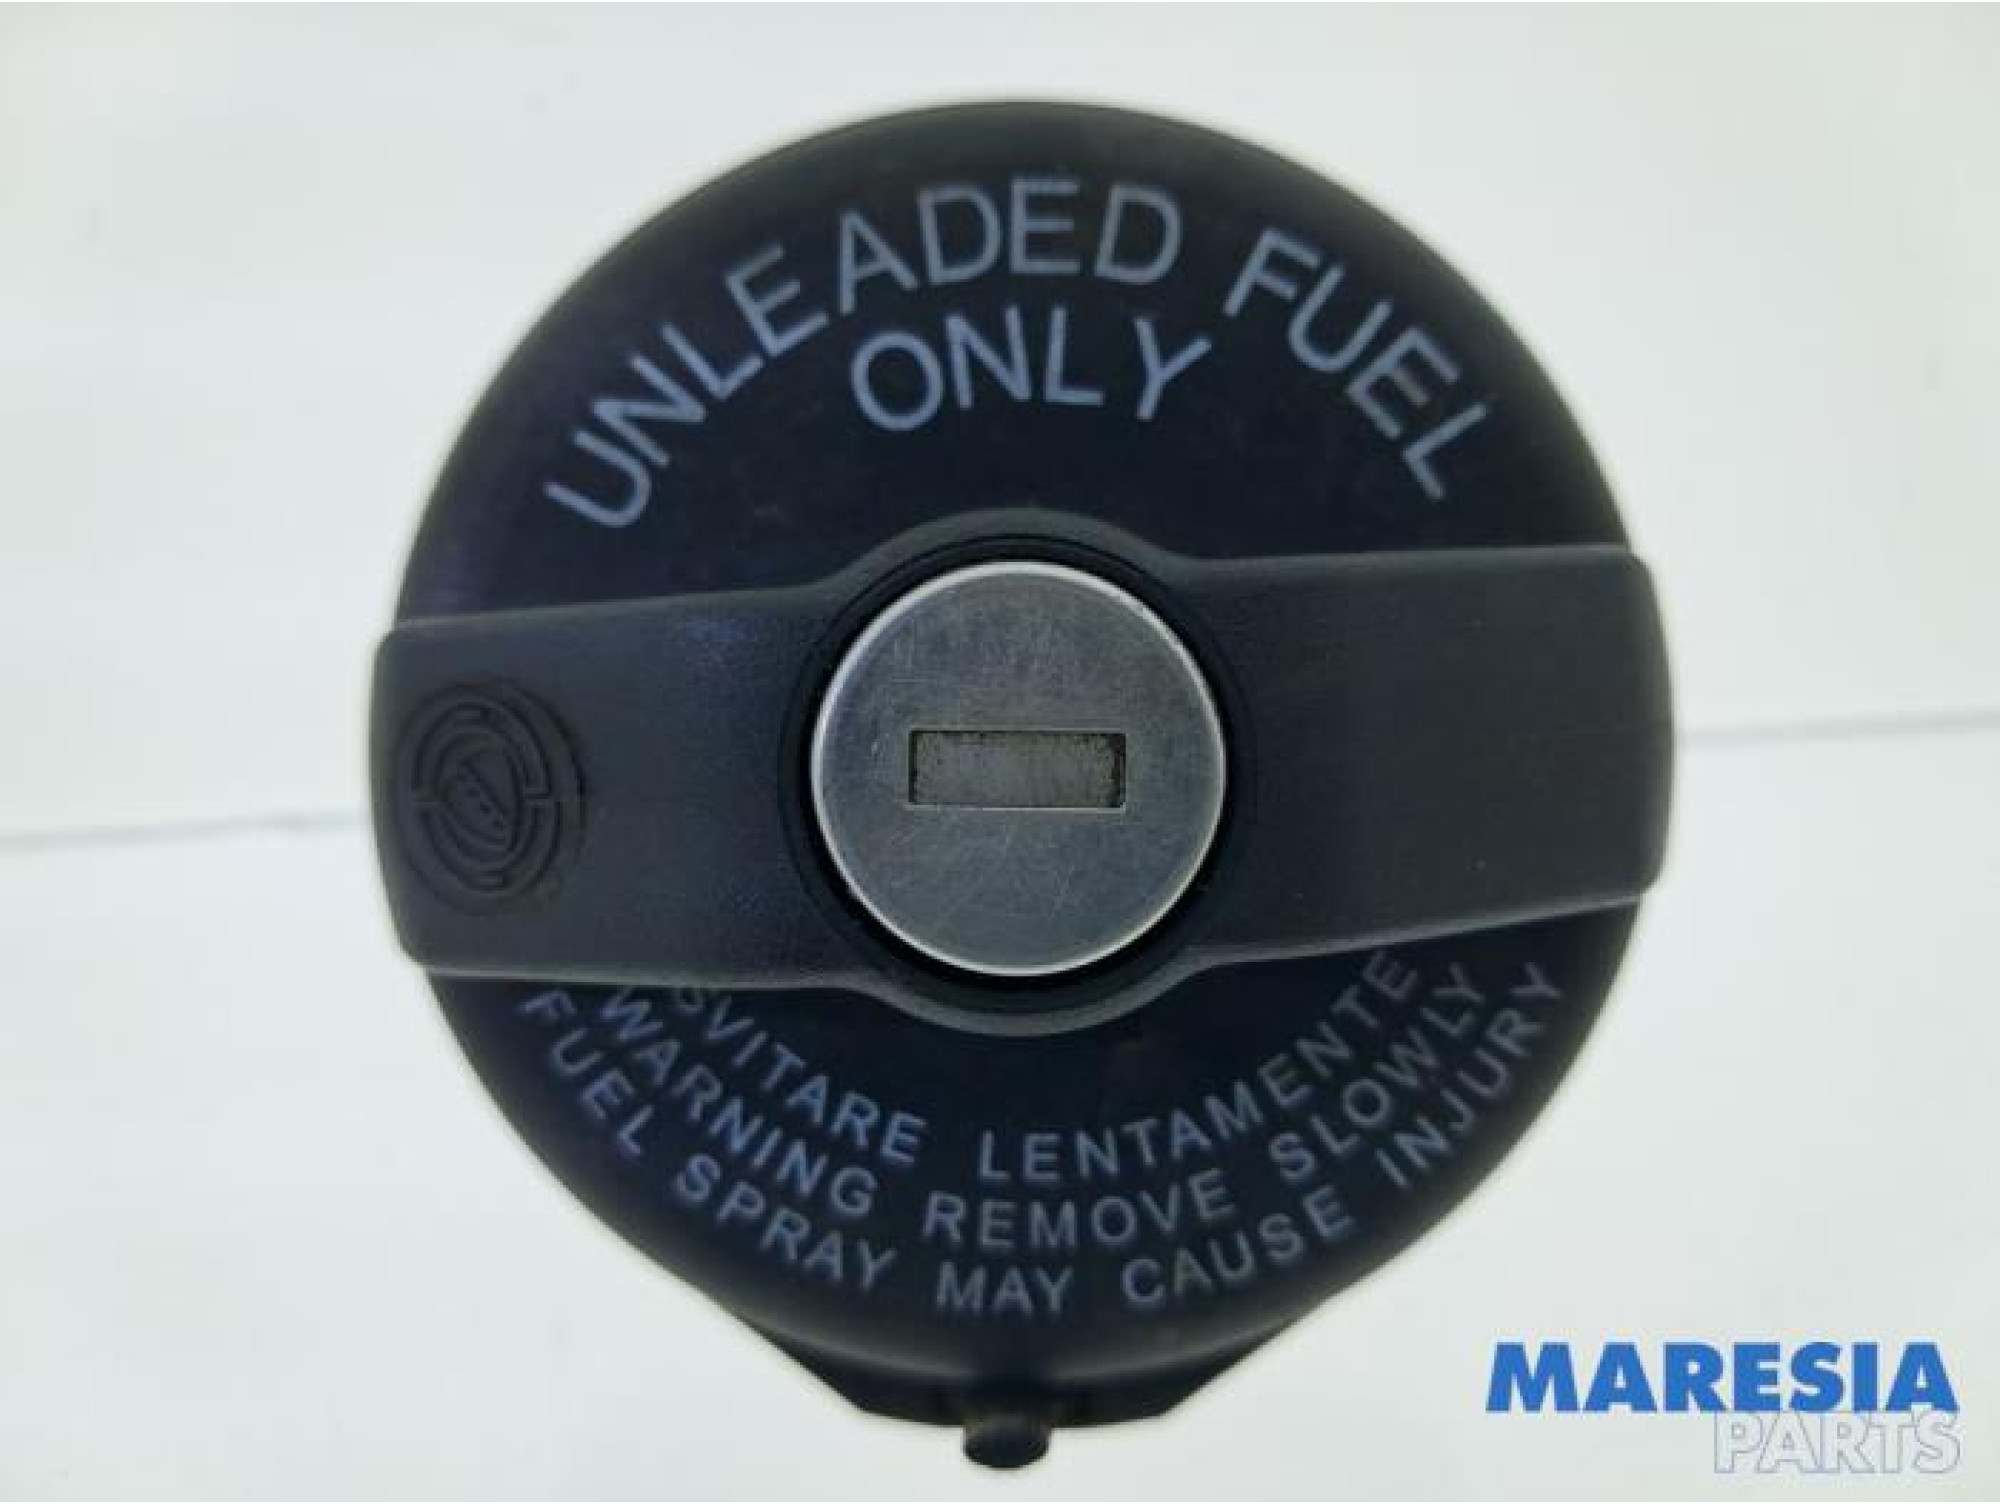 UNLEADED FUEL
ONLY
SVITARE LENTAMENTE
WARNING REMOVE SLOWLY
FUEL SPRAY MAY CAUSE INJURY
MARESIA
PARTS